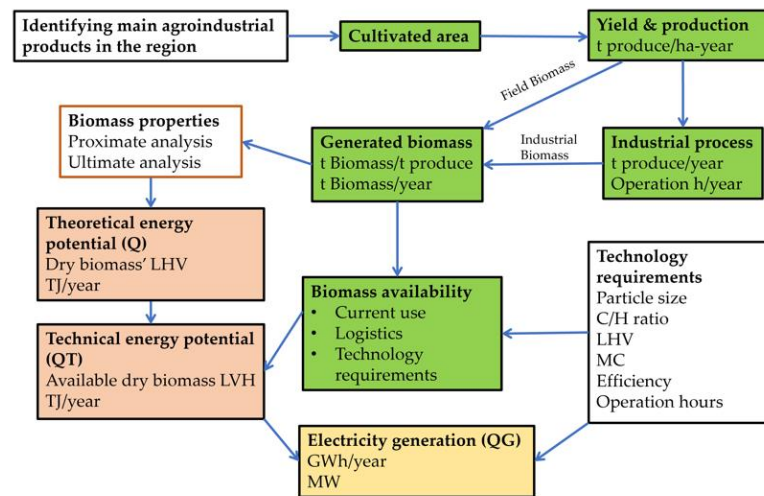 Identifying main agroindustrial
products in the region
Cultivated area
Yield & production
t produce/ha-year
Field Biomass
Biomass properties
Proximate analysis
Ultimate analysis
Generated biomass
t Biomass/t produce
t Biomass/year
Industrial
Biomass
Industrial process
t produce/year
Operation h/year
Theoretical energy
potential (Q)
Dry biomass' LHV
TJ/year
Biomass availability
• Current use
• Logistics
• Technology
requirements
Technology
requirements
Particle size
C/H ratio
LHV
MC
Efficiency
Operation hours
Technical energy potential
(QT)
Available dry biomass LVH
TJ/year
Electricity generation (QG)
GWh/year
MW